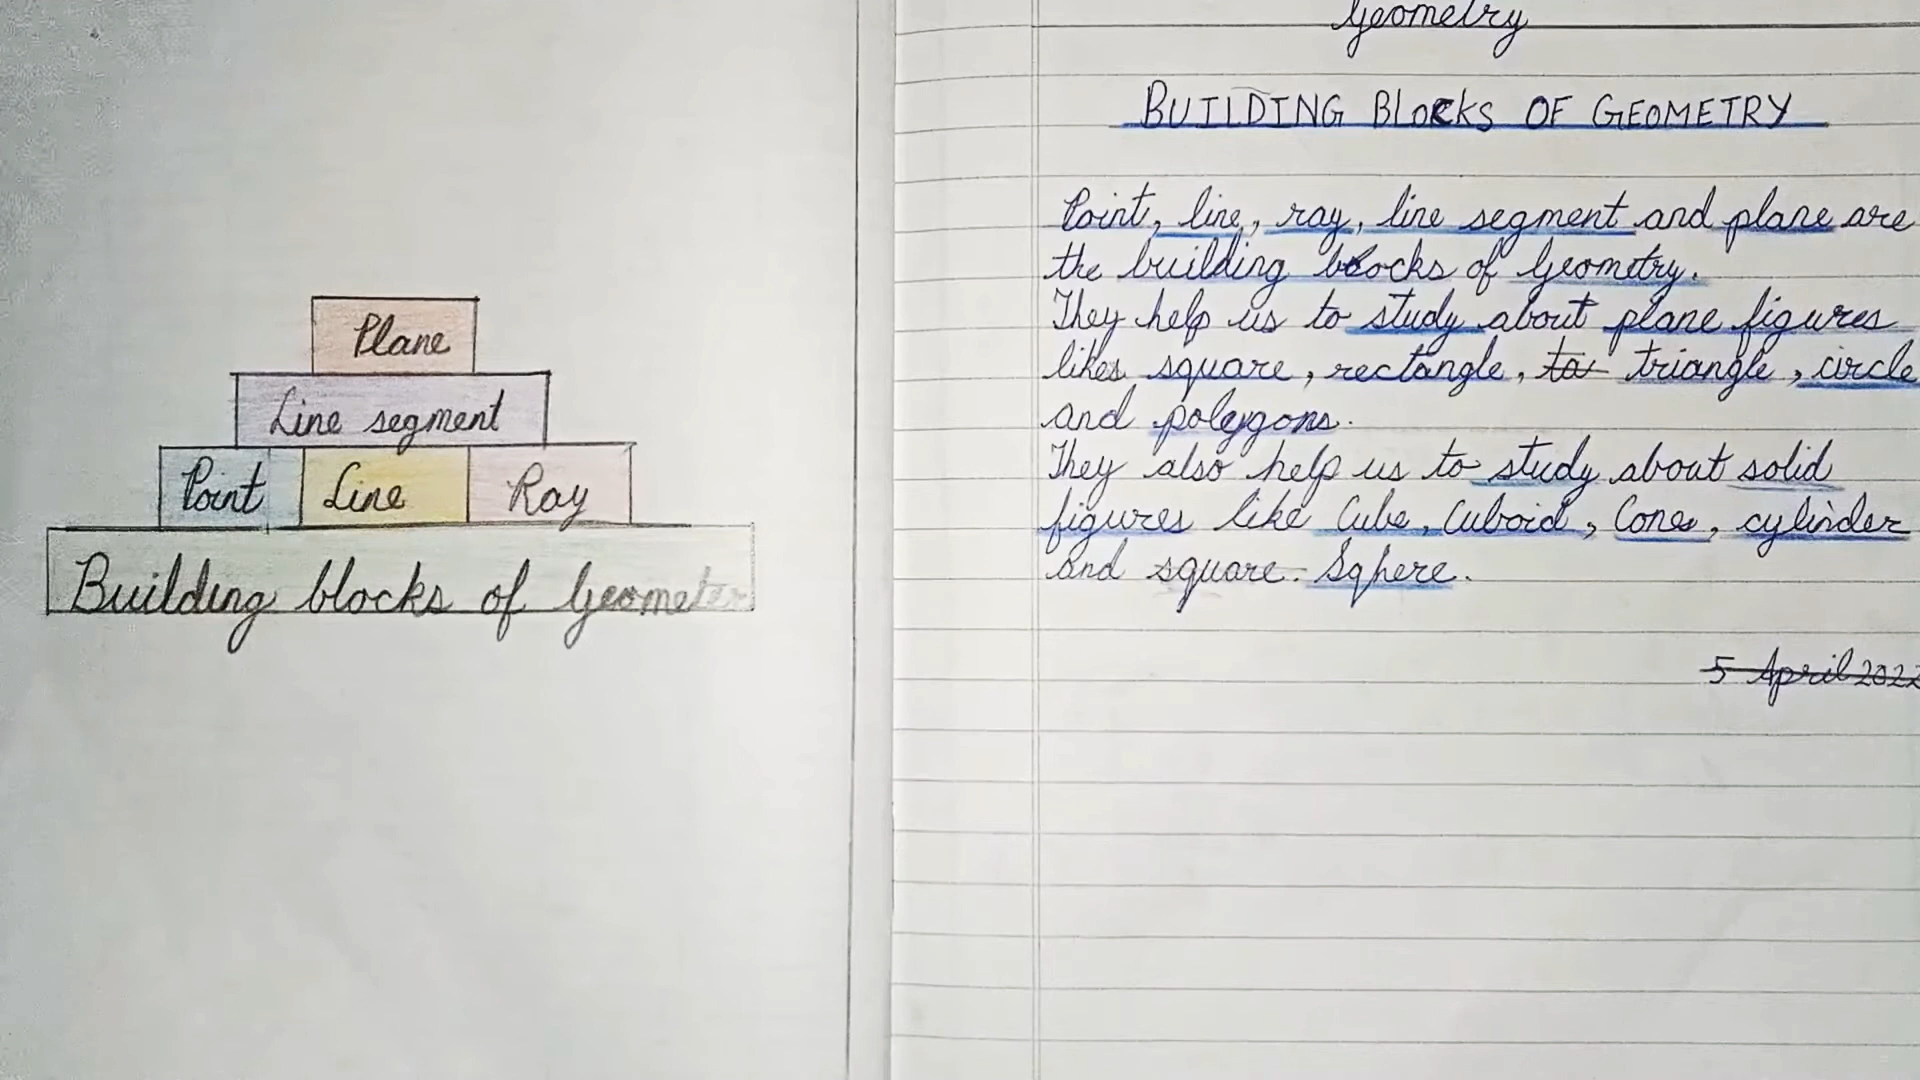 Plane
Line segment
Point Line Ray
Building blocks of Geometer
Geometry
BUILDING BlOcKS OF GEOMETRY
Point, line, ray, line segment and plane are
the building blocks of Geometry.
They help us to study about plane figures
likes square, rectangle, ta triangle, circle
and polygons.
They also help us to study about solid
figures like Cube, Cuboid, Cones, cylinder
and square. Sqhere.
5 April 2022